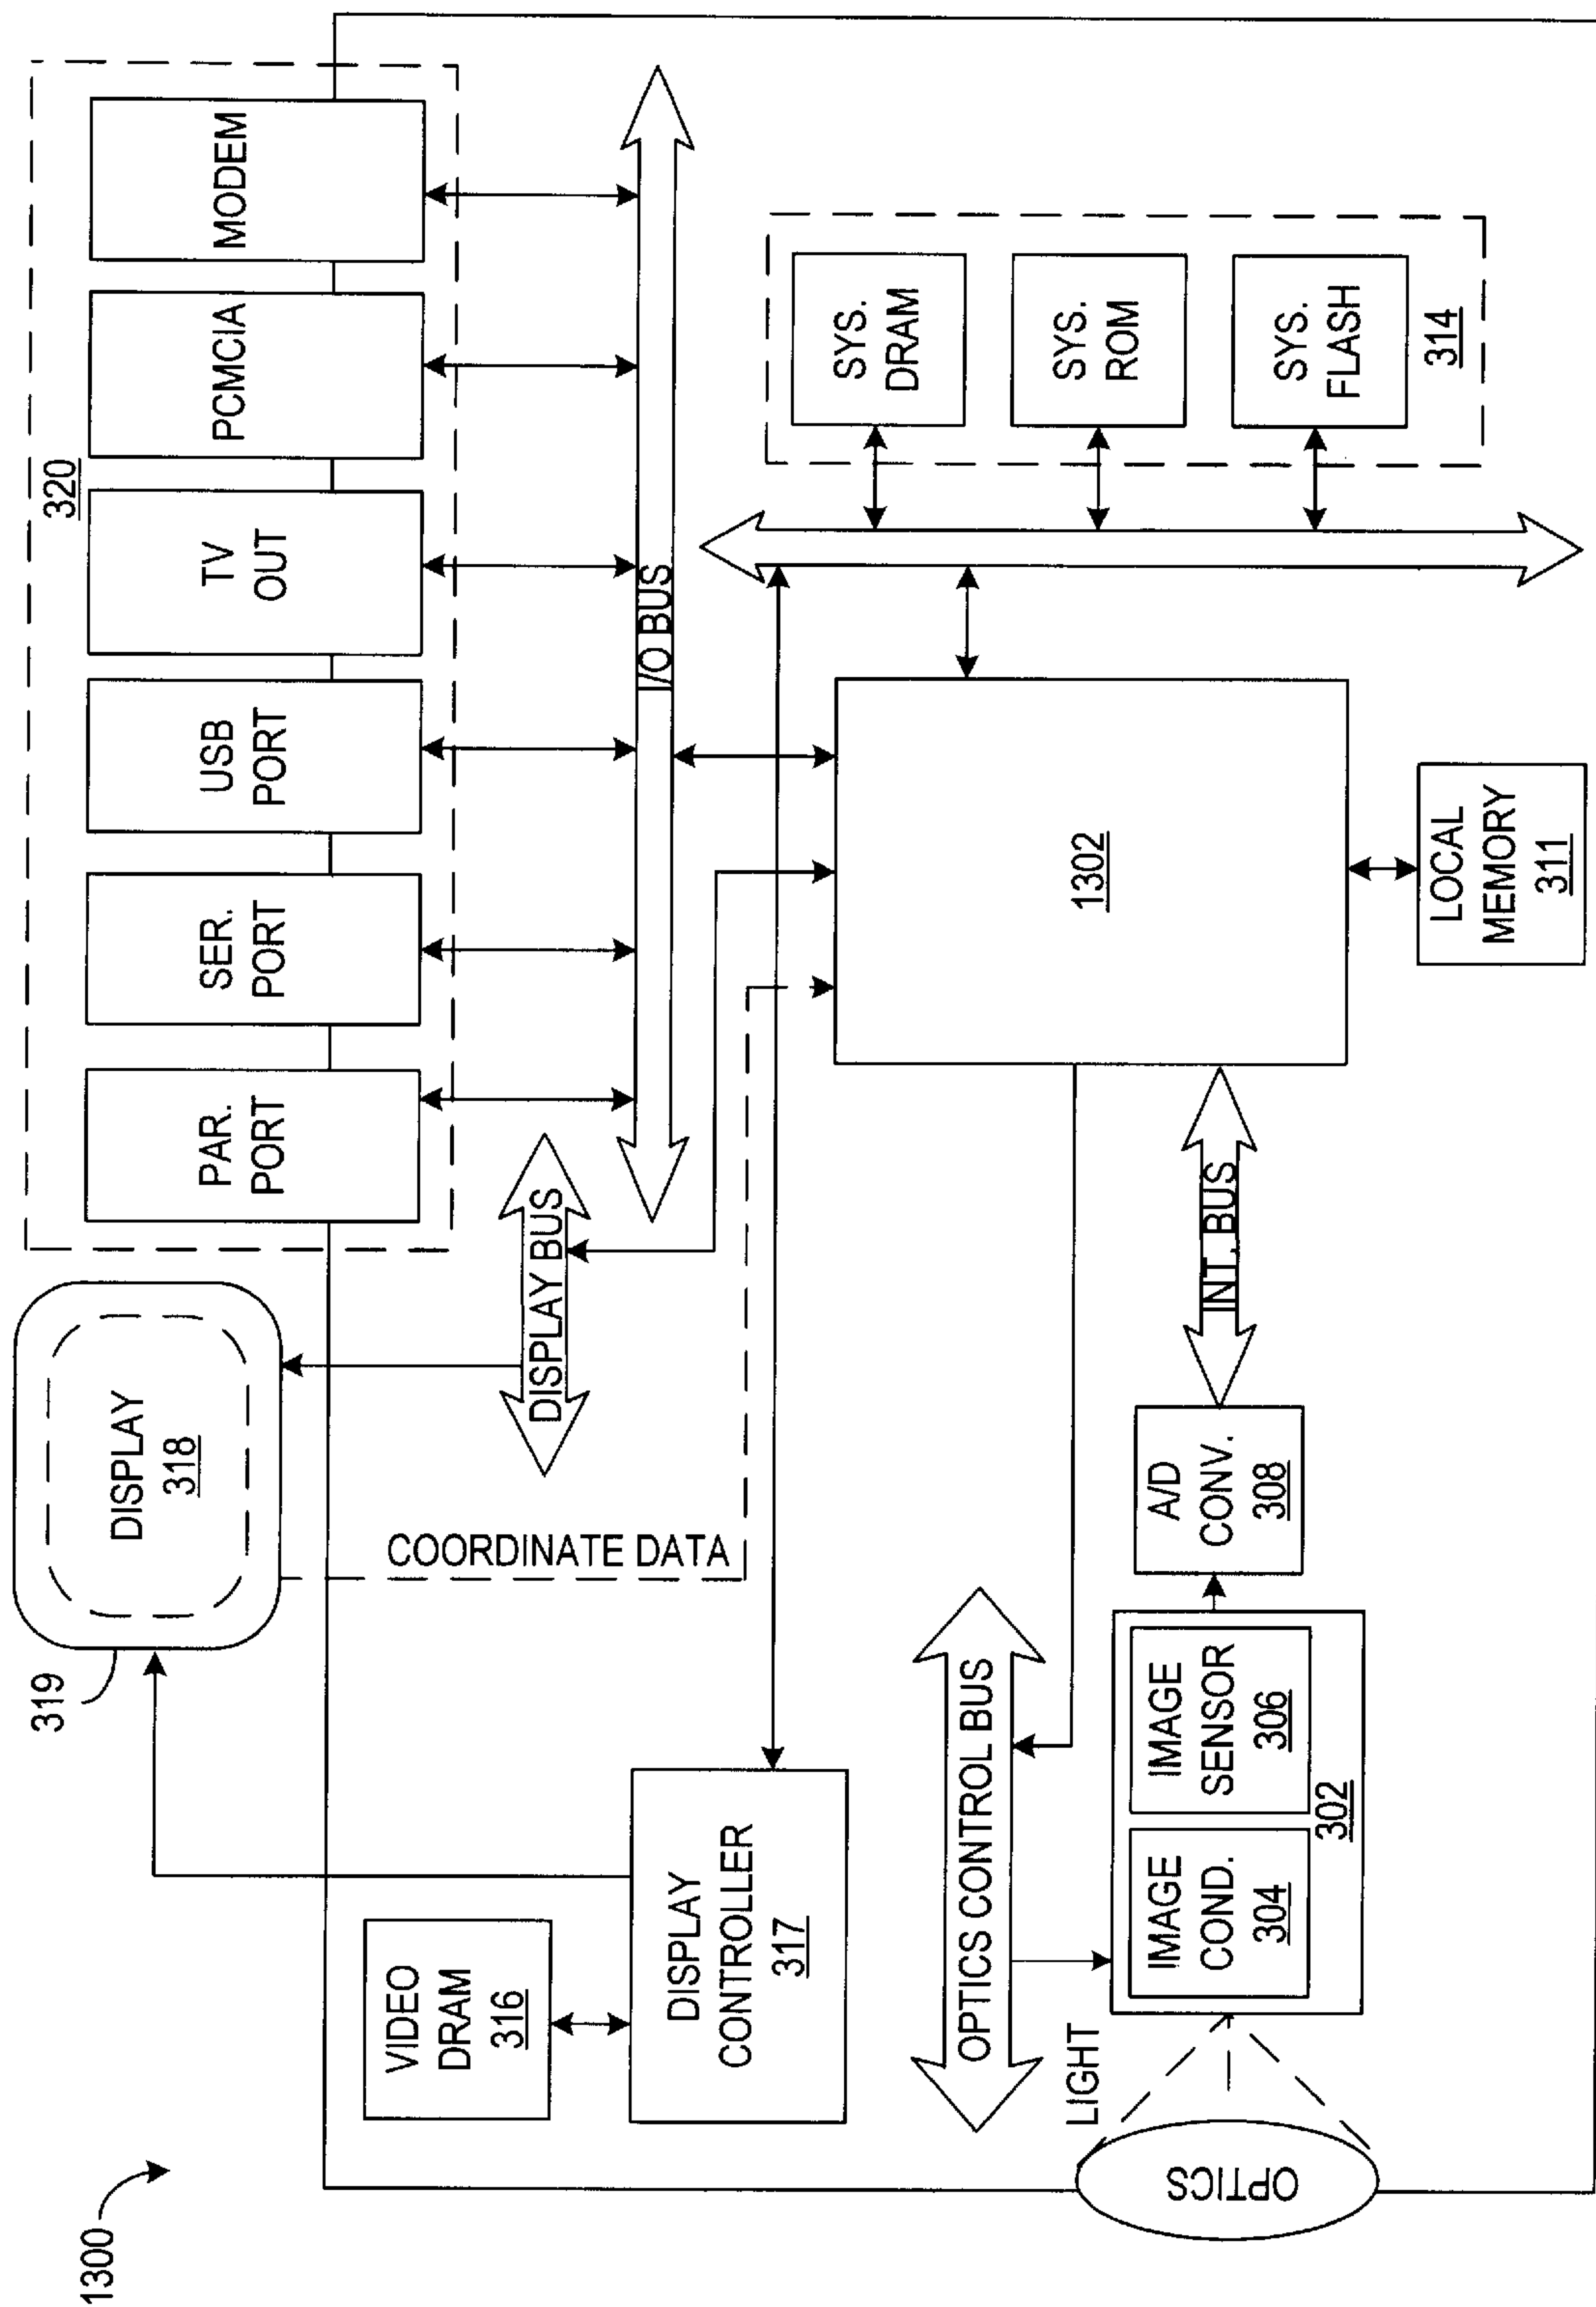 1300
319
DISPLAY
318
320
PAR.
PORT
SER.
PORT
USB
PORT
TV
OUT
PCMCIA
MODEM
VIDEO
DRAM
316
DISPLAY
CONTROLLER
317
COORDINATE DATA
DISPLAY BUS
I/O BUS
SYS.
DRAM
SYS.
ROM
SYS.
FLASH
314
OPTICS CONTROL BUS
1302
LIGHT
OPTICS
IMAGE
COND.
304
IMAGE
SENSOR
306
302
A/D
CONV.
308
INT. BUS
LOCAL
MEMORY
311